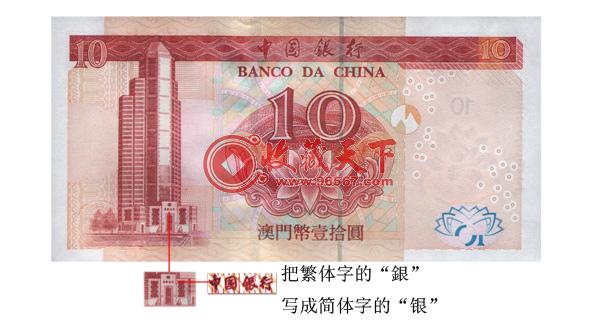 10 中國銀行 10
BANCO DA CHINA
10
10
收藏天下
www.96567.com
澳門幣壹拾圓
中国银行
把繁体字的“銀”
写成简体字的“银”